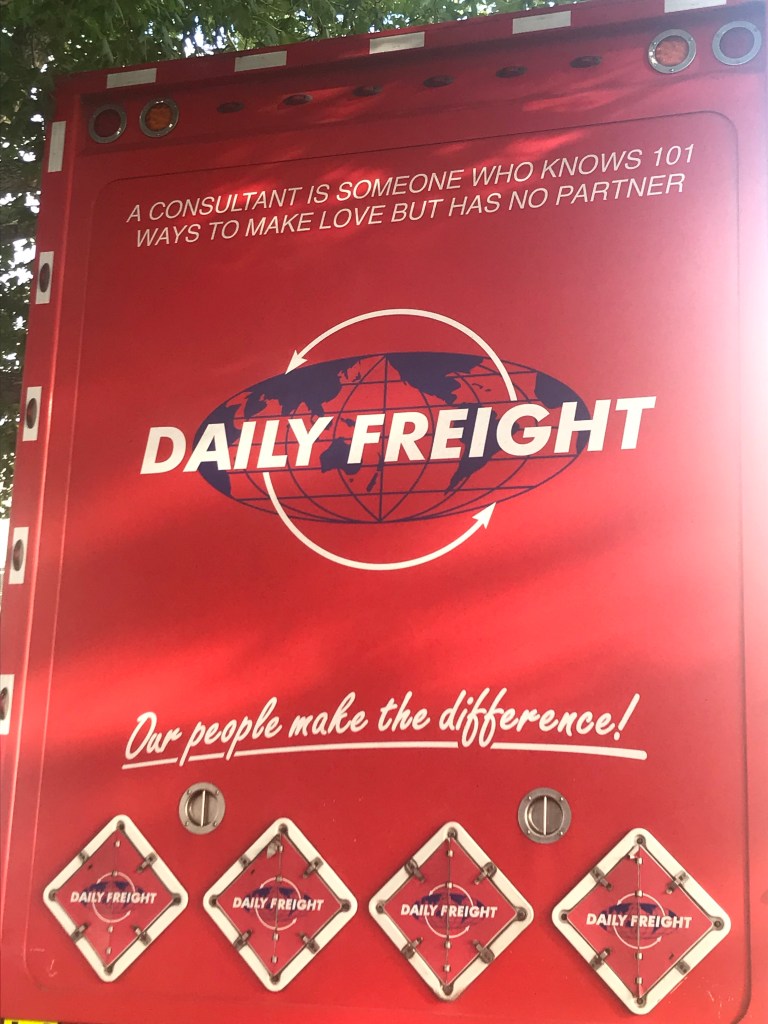 A CONSULTANT IS SOMEONE WHO KNOWS 101
WAYS TO MAKE LOVE BUT HAS NO PARTNER
DAILY FREIGHT
Our people make the difference!
DAILY FREIGHT
DAILY FREIGHT
DAILY FREIGHT
DAILY FREIGHT